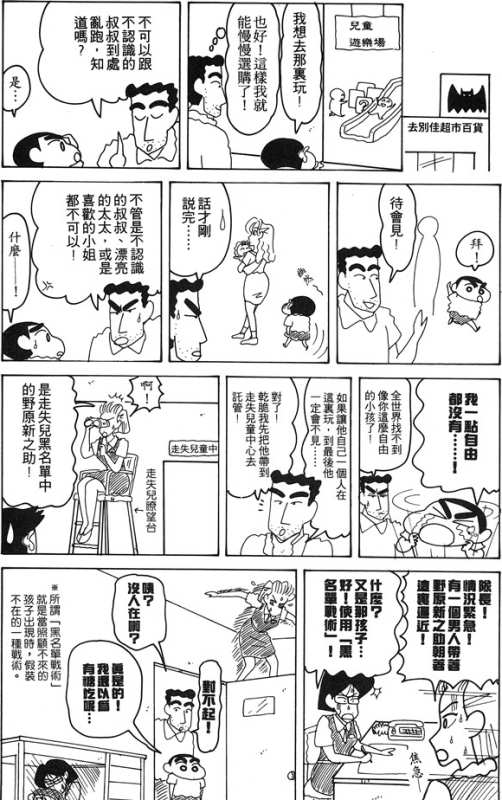 去別佳超市百貨
兒童
遊樂場
我想去那裏玩！
也好！這樣我就
能慢慢選購了！
不可以跟
不認識的
叔叔到處
亂跑，知
道嗎？
是…
拜！
待會見！
話才剛
說完……
不管是不認識
的叔叔、漂亮
的太太，或是
喜歡的小姐
都不可以！
什麼──！
我一點自由
都沒有……！
全世界找不到
像你這麼自由
的小孩了！
如果讓他自己一個人在
這裏玩，到最後他
一定會不見……
對了！
乾脆我先把他帶到
走失兒童中心去
託管！
走失兒童中
走失兒瞭望台
啊！
是走失兒黑名單中
的野原新之助！
隊長！
情況緊急！
有一個男人帶著
野原新之助朝著
這裏逼近！
焦急
什麼？
又是那孩子…
好！使用「黑
名單戰術」！
對不起！
咦？
沒人在啊？
真是的！
我還以為
有糖吃呢…
※所謂「黑名單戰術」
就是當照顧不來的
孩子出現時，假裝
不在的一種戰術。